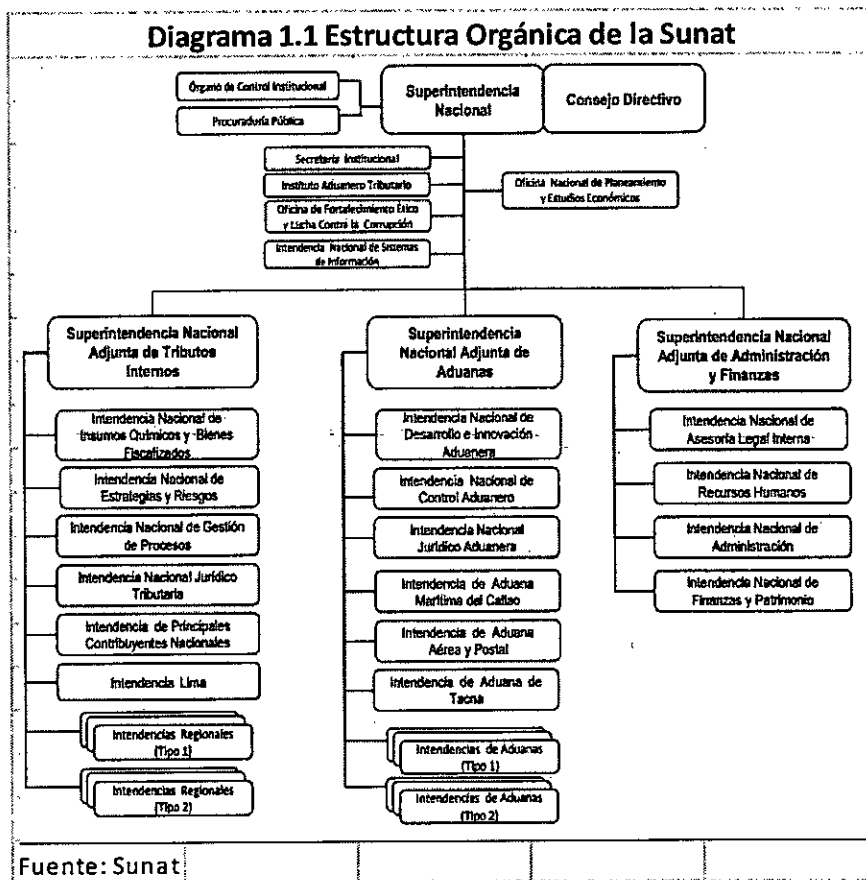 Diagrama 1.1 Estructura Orgánica de la Sunat
Órgano de Control Institucional
Procuraduría Pública
Superintendencia
Nacional
Consejo Directivo
Secretaría Institucional
Instituto Aduanero Tributario
Oficina de Fortalecimiento Ético
y Lucha Contra la Corrupción
Intendencia Nacional de Sistemas
de Información
Oficina Nacional de Planeamiento
y Estudios Económicos
Superintendencia Nacional
Adjunta de Tributos
Internos
Intendencia Nacional de
Insumos Químicos y Bienes
Fiscalizados
Intendencia Nacional de
Estrategias y Riesgos
Intendencia Nacional de Gestión
de Procesos
Intendencia Nacional Jurídico
Tributaria
Intendencia de Principales
Contribuyentes Nacionales
Intendencia Lima
Intendencias Regionales
(Tipo 1)
Intendencias Regionales
(Tipo 2)
Superintendencia
Nacional Adjunta de
Aduanas
Intendencia Nacional de
Desarrollo e Innovación
Aduanera
Intendencia Nacional de
Control Aduanero
Intendencia Nacional
Jurídico Aduanera
Intendencia de Aduana
Marítima del Callao
Intendencia de Aduana
Aérea y Postal
Intendencia de Aduana de
Tacna
Intendencias de Aduanas
(Tipo 1)
Intendencias de Aduanas
(Tipo 2)
Superintendencia Nacional
Adjunta de Administración
y Finanzas
Intendencia Nacional de
Asesoría Legal Interna
Intendencia Nacional de
Recursos Humanos
Intendencia Nacional de
Administración
Intendencia Nacional de
Finanzas y Patrimonio
Fuente: Sunat